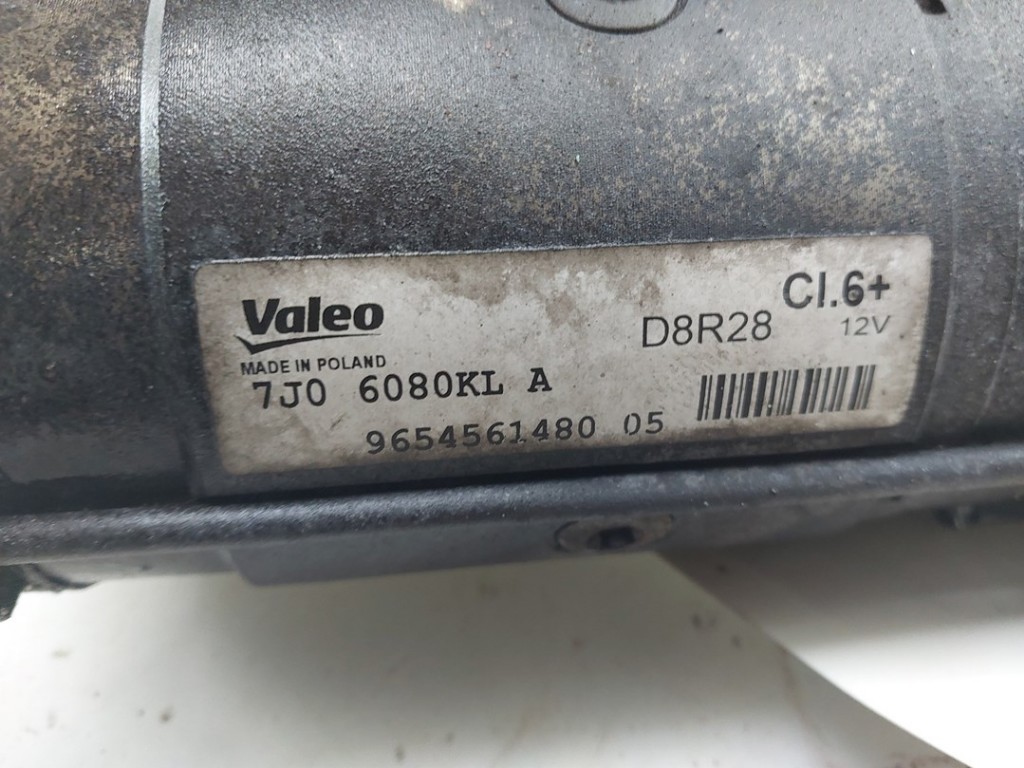 Valeo
Cl.6+
D8R28 12V
MADE IN POLAND
7J0 6080KL A
9654561480 05